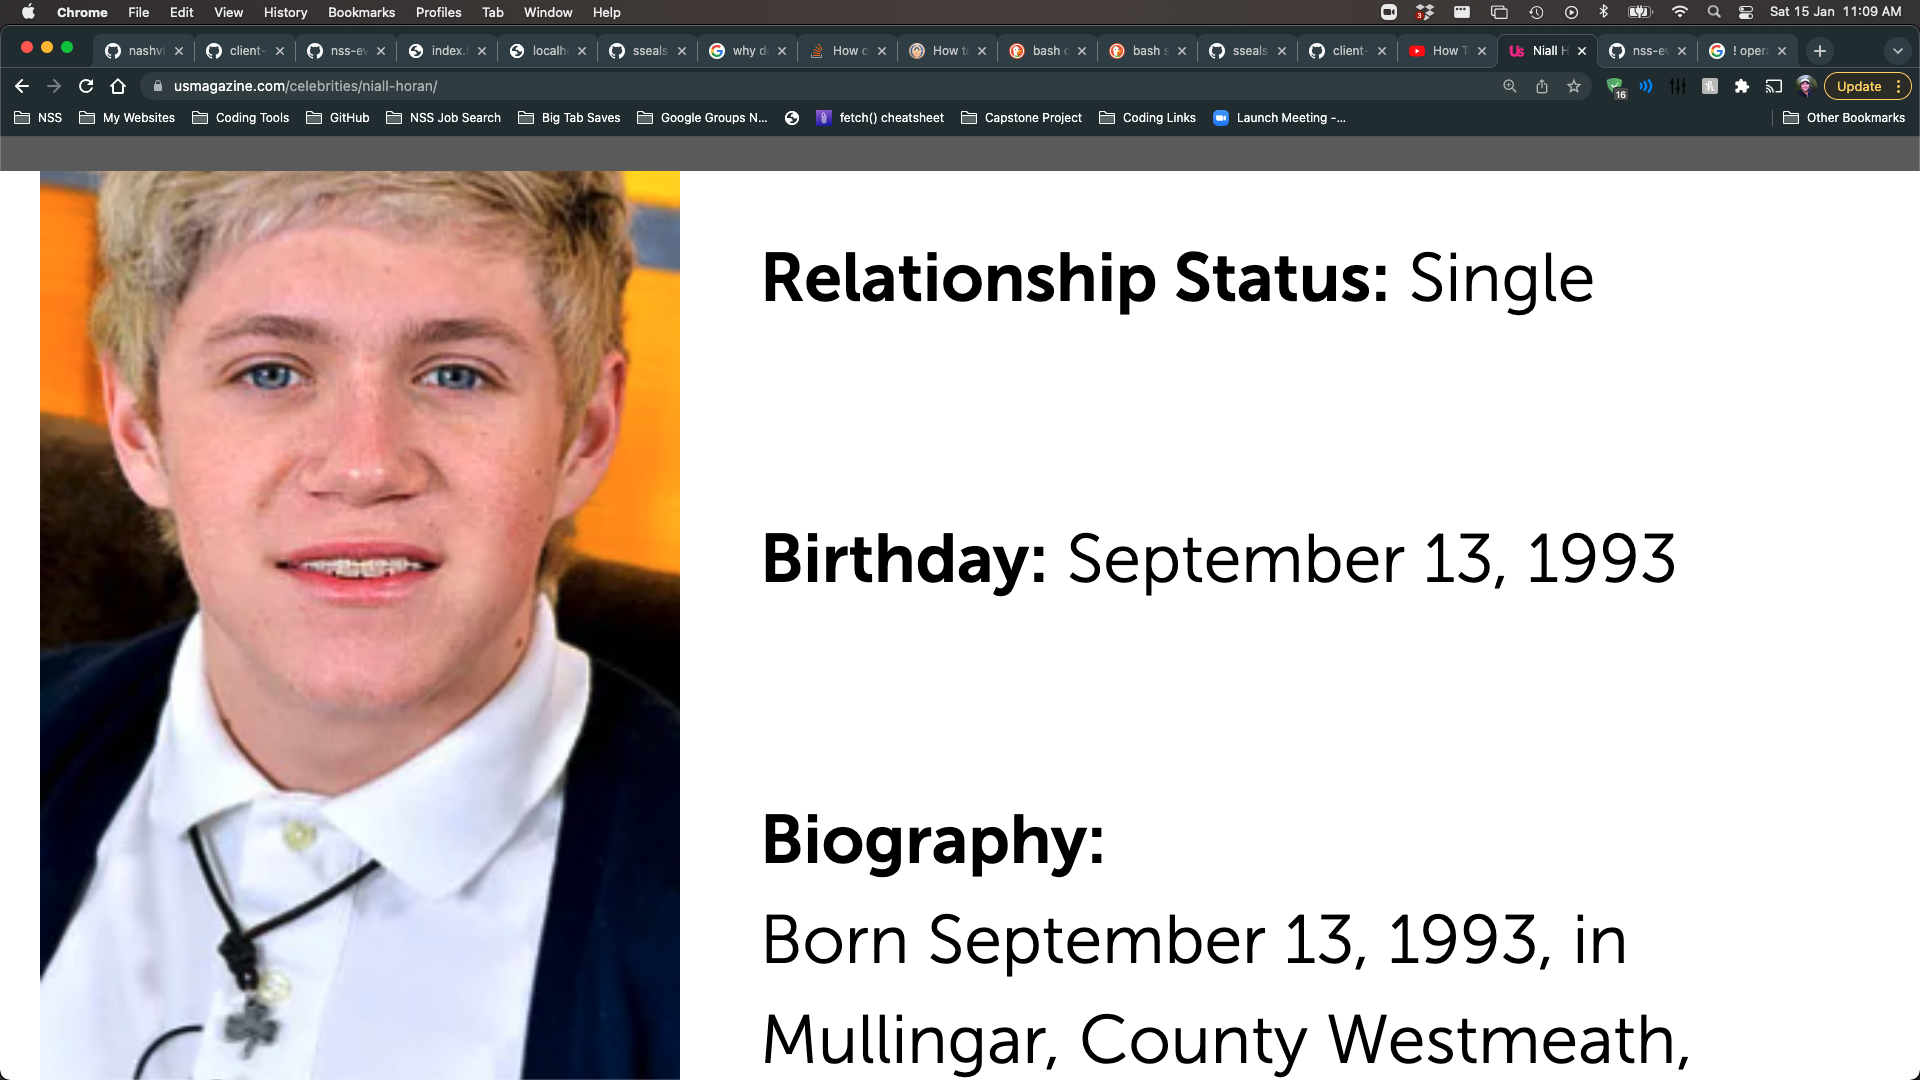 Chrome File Edit View History Bookmarks Profiles Tab Window Help Sat 15 Jan 11:09 AM
nashvi client- nss-ev index. localh sseals why d How c How to bash c bash s sseals client- How T Us Niall H nss-ev ! opera
usmagazine.com/celebrities/niall-horan/ 16 Update
NSS My Websites Coding Tools GitHub NSS Job Search Big Tab Saves Google Groups N... fetch() cheatsheet Capstone Project Coding Links Launch Meeting -... Other Bookmarks
Relationship Status: Single
Birthday: September 13, 1993
Biography:
Born September 13, 1993, in
Mullingar, County Westmeath,